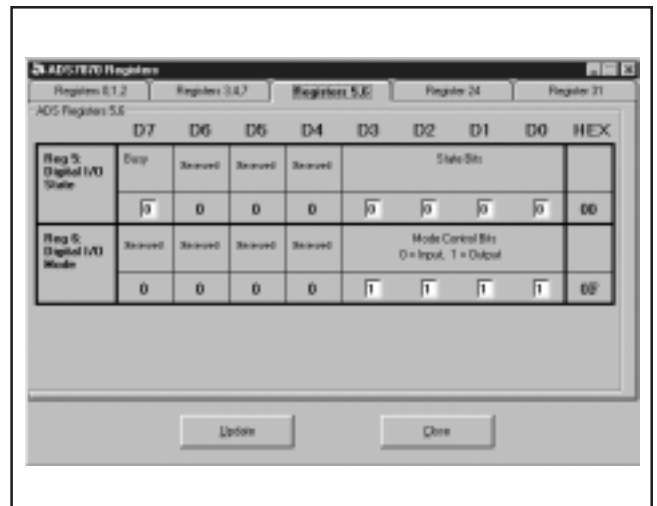 ADS7870 Registers
Registers 0,1,2 Registers 3,4,7 Registers 5,6 Register 24 Register 31
ADS Registers 5,6
D7 D6 D5 D4 D3 D2 D1 D0 HEX
Reg 5: Digital I/O State Busy Reserved Reserved Reserved State Bits
0 0 0 0 0 0 0 0 00
Reg 6: Digital I/O Mode Reserved Reserved Reserved Reserved Mode Control Bits
0 = Input, 1 = Output
0 0 0 0 1 1 1 1 0F
Update Close